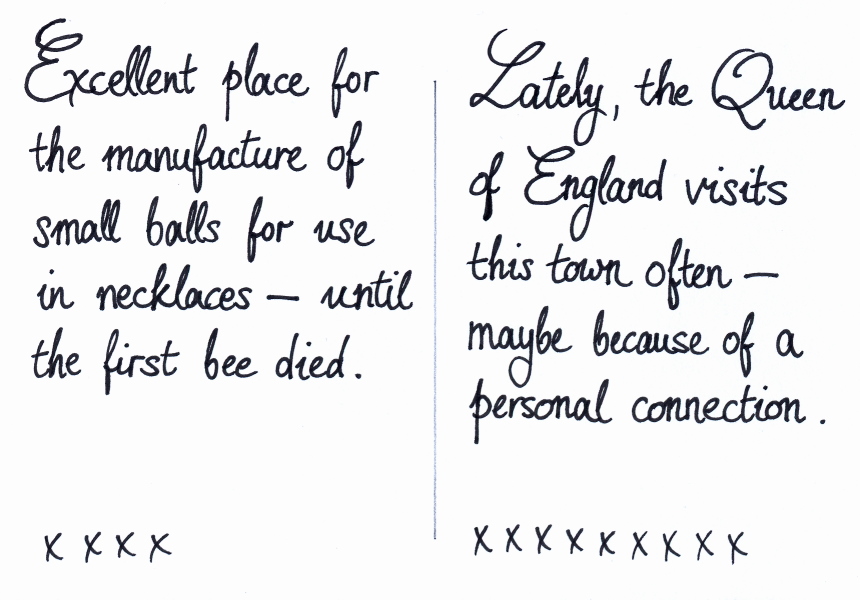 Excellent place for
the manufacture of
small balls for use
in necklaces – until
the first bee died.
x x x x
Lately, the Queen
of England visits
this town often –
maybe because of a
personal connection.
x x x x x x x x x